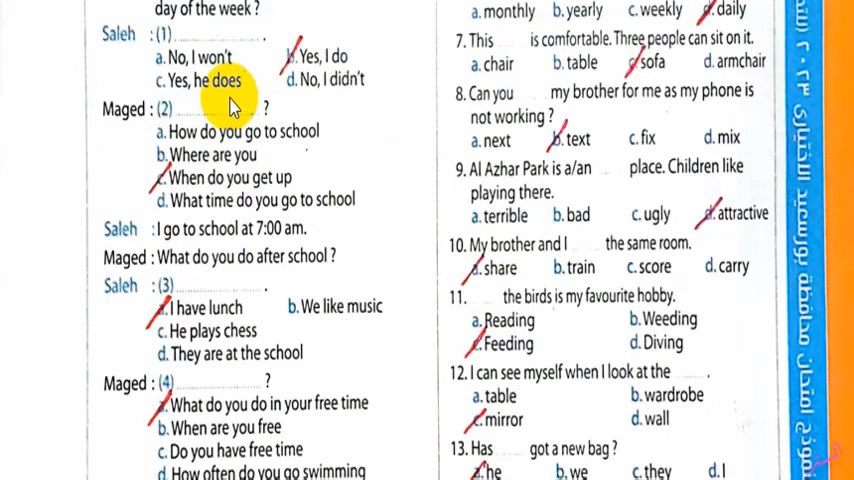 day of the week ?
Saleh : (1) .
a. No, I won't b. Yes, I do
c. Yes, he does d. No, I didn't
Maged : (2) ?
a. How do you go to school
b. Where are you
c. When do you get up
d. What time do you go to school
Saleh : I go to school at 7:00 am.
Maged : What do you do after school ?
Saleh : (3) .
a. I have lunch b. We like music
c. He plays chess
d. They are at the school
Maged : (4) ?
a. What do you do in your free time
b. When are you free
c. Do you have free time
d. How often do you go swimming
a. monthly b. yearly c. weekly d. daily
7. This is comfortable. Three people can sit on it.
a. chair b. table c. sofa d. armchair
8. Can you my brother for me as my phone is
not working ?
a. next b. text c. fix d. mix
9. Al Azhar Park is a/an place. Children like
playing there.
a. terrible b. bad c. ugly d. attractive
10. My brother and I the same room.
a. share b. train c. score d. carry
11. the birds is my favourite hobby.
a. Reading b. Weeding
c. Feeding d. Diving
12. I can see myself when I look at the .
a. table b. wardrobe
c. mirror d. wall
13. Has got a new bag ?
a. he b. we c. they d. I
نموذج امتحان محافظة بورسعيد الاختياري ٢٠٢٣